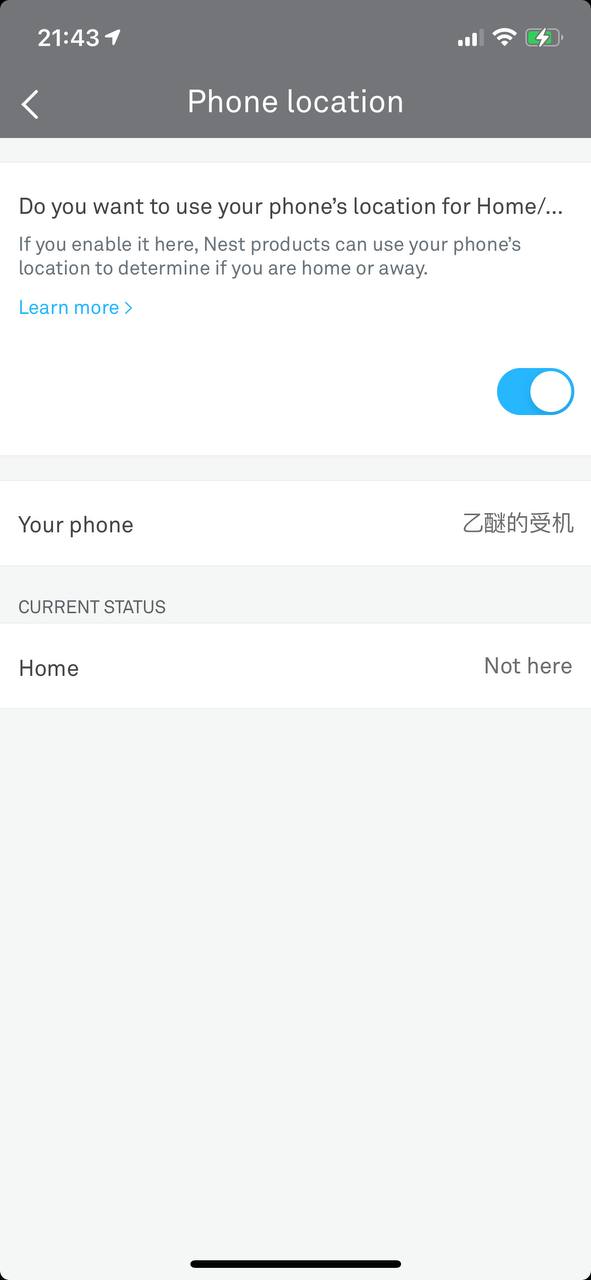 21:43
Phone location
Do you want to use your phone’s location for Home/...
If you enable it here, Nest products can use your phone’s
location to determine if you are home or away.
Learn more >
Your phone 乙醚的受机
CURRENT STATUS
Home Not here